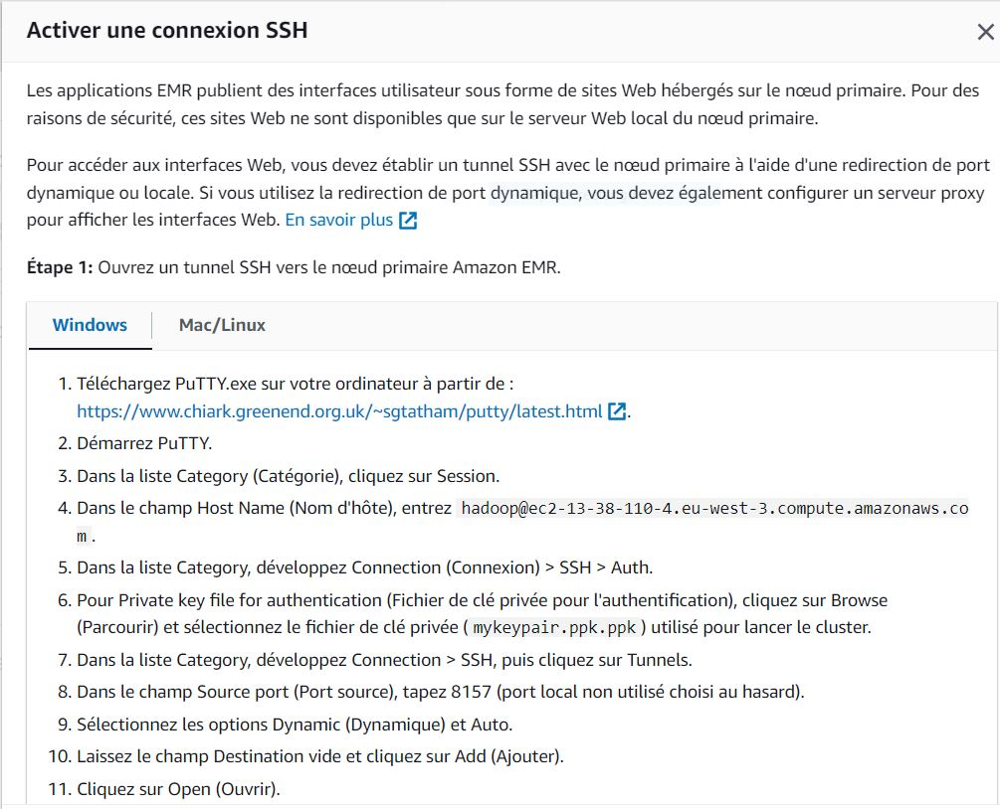 Activer une connexion SSH
Les applications EMR publient des interfaces utilisateur sous forme de sites Web hébergés sur le nœud primaire. Pour des
raisons de sécurité, ces sites Web ne sont disponibles que sur le serveur Web local du nœud primaire.
Pour accéder aux interfaces Web, vous devez établir un tunnel SSH avec le nœud primaire à l'aide d'une redirection de port
dynamique ou locale. Si vous utilisez la redirection de port dynamique, vous devez également configurer un serveur proxy
pour afficher les interfaces Web. En savoir plus
Étape 1: Ouvrez un tunnel SSH vers le nœud primaire Amazon EMR.
Windows
Mac/Linux
1. Téléchargez PuTTY.exe sur votre ordinateur à partir de :
https://www.chiark.greenend.org.uk/~sgtatham/putty/latest.html .
2. Démarrez PuTTY.
3. Dans la liste Category (Catégorie), cliquez sur Session.
4. Dans le champ Host Name (Nom d'hôte), entrez hadoop@ec2-13-38-110-4.eu-west-3.compute.amazonaws.co
m .
5. Dans la liste Category, développez Connection (Connexion) > SSH > Auth.
6. Pour Private key file for authentication (Fichier de clé privée pour l'authentification), cliquez sur Browse
(Parcourir) et sélectionnez le fichier de clé privée ( mykeypair.ppk.ppk ) utilisé pour lancer le cluster.
7. Dans la liste Category, développez Connection > SSH, puis cliquez sur Tunnels.
8. Dans le champ Source port (Port source), tapez 8157 (port local non utilisé choisi au hasard).
9. Sélectionnez les options Dynamic (Dynamique) et Auto.
10. Laissez le champ Destination vide et cliquez sur Add (Ajouter).
11. Cliquez sur Open (Ouvrir).